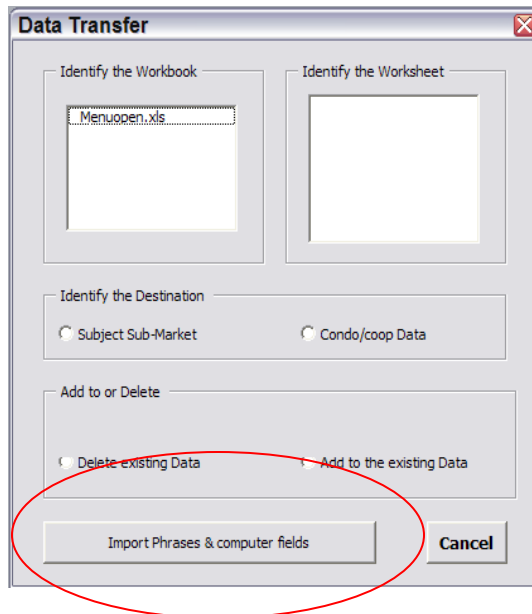 Data Transfer
Identify the Workbook
Identify the Worksheet
Menuopen.xls
Identify the Destination
Subject Sub-Market
Condo/coop Data
Add to or Delete
Delete existing Data
Add to the existing Data
Import Phrases & computer fields
Cancel